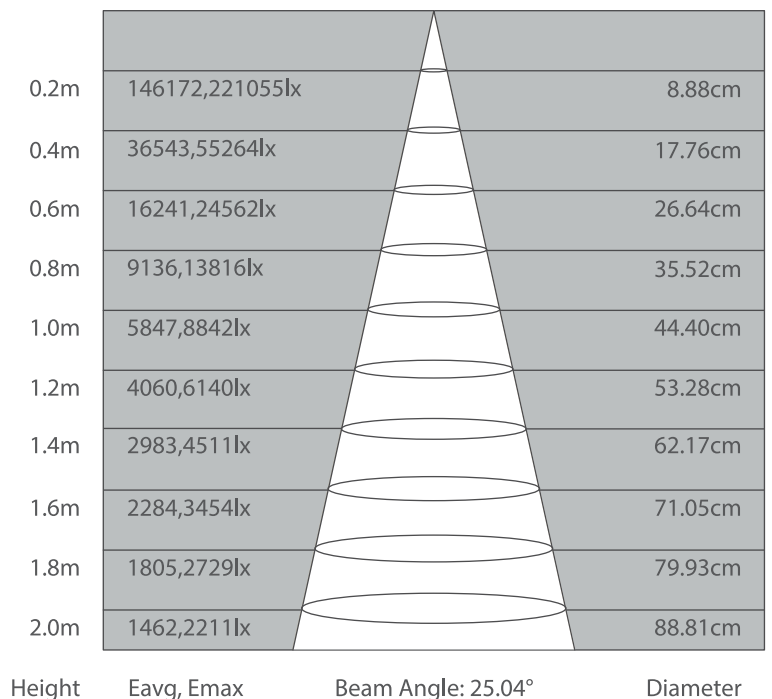 0.2m 146172,221055lx 8.88cm
0.4m 36543,55264lx 17.76cm
0.6m 16241,24562lx 26.64cm
0.8m 9136,13816lx 35.52cm
1.0m 5847,8842lx 44.40cm
1.2m 4060,6140lx 53.28cm
1.4m 2983,4511lx 62.17cm
1.6m 2284,3454lx 71.05cm
1.8m 1805,2729lx 79.93cm
2.0m 1462,2211lx 88.81cm
Height Eavg, Emax Beam Angle: 25.04° Diameter